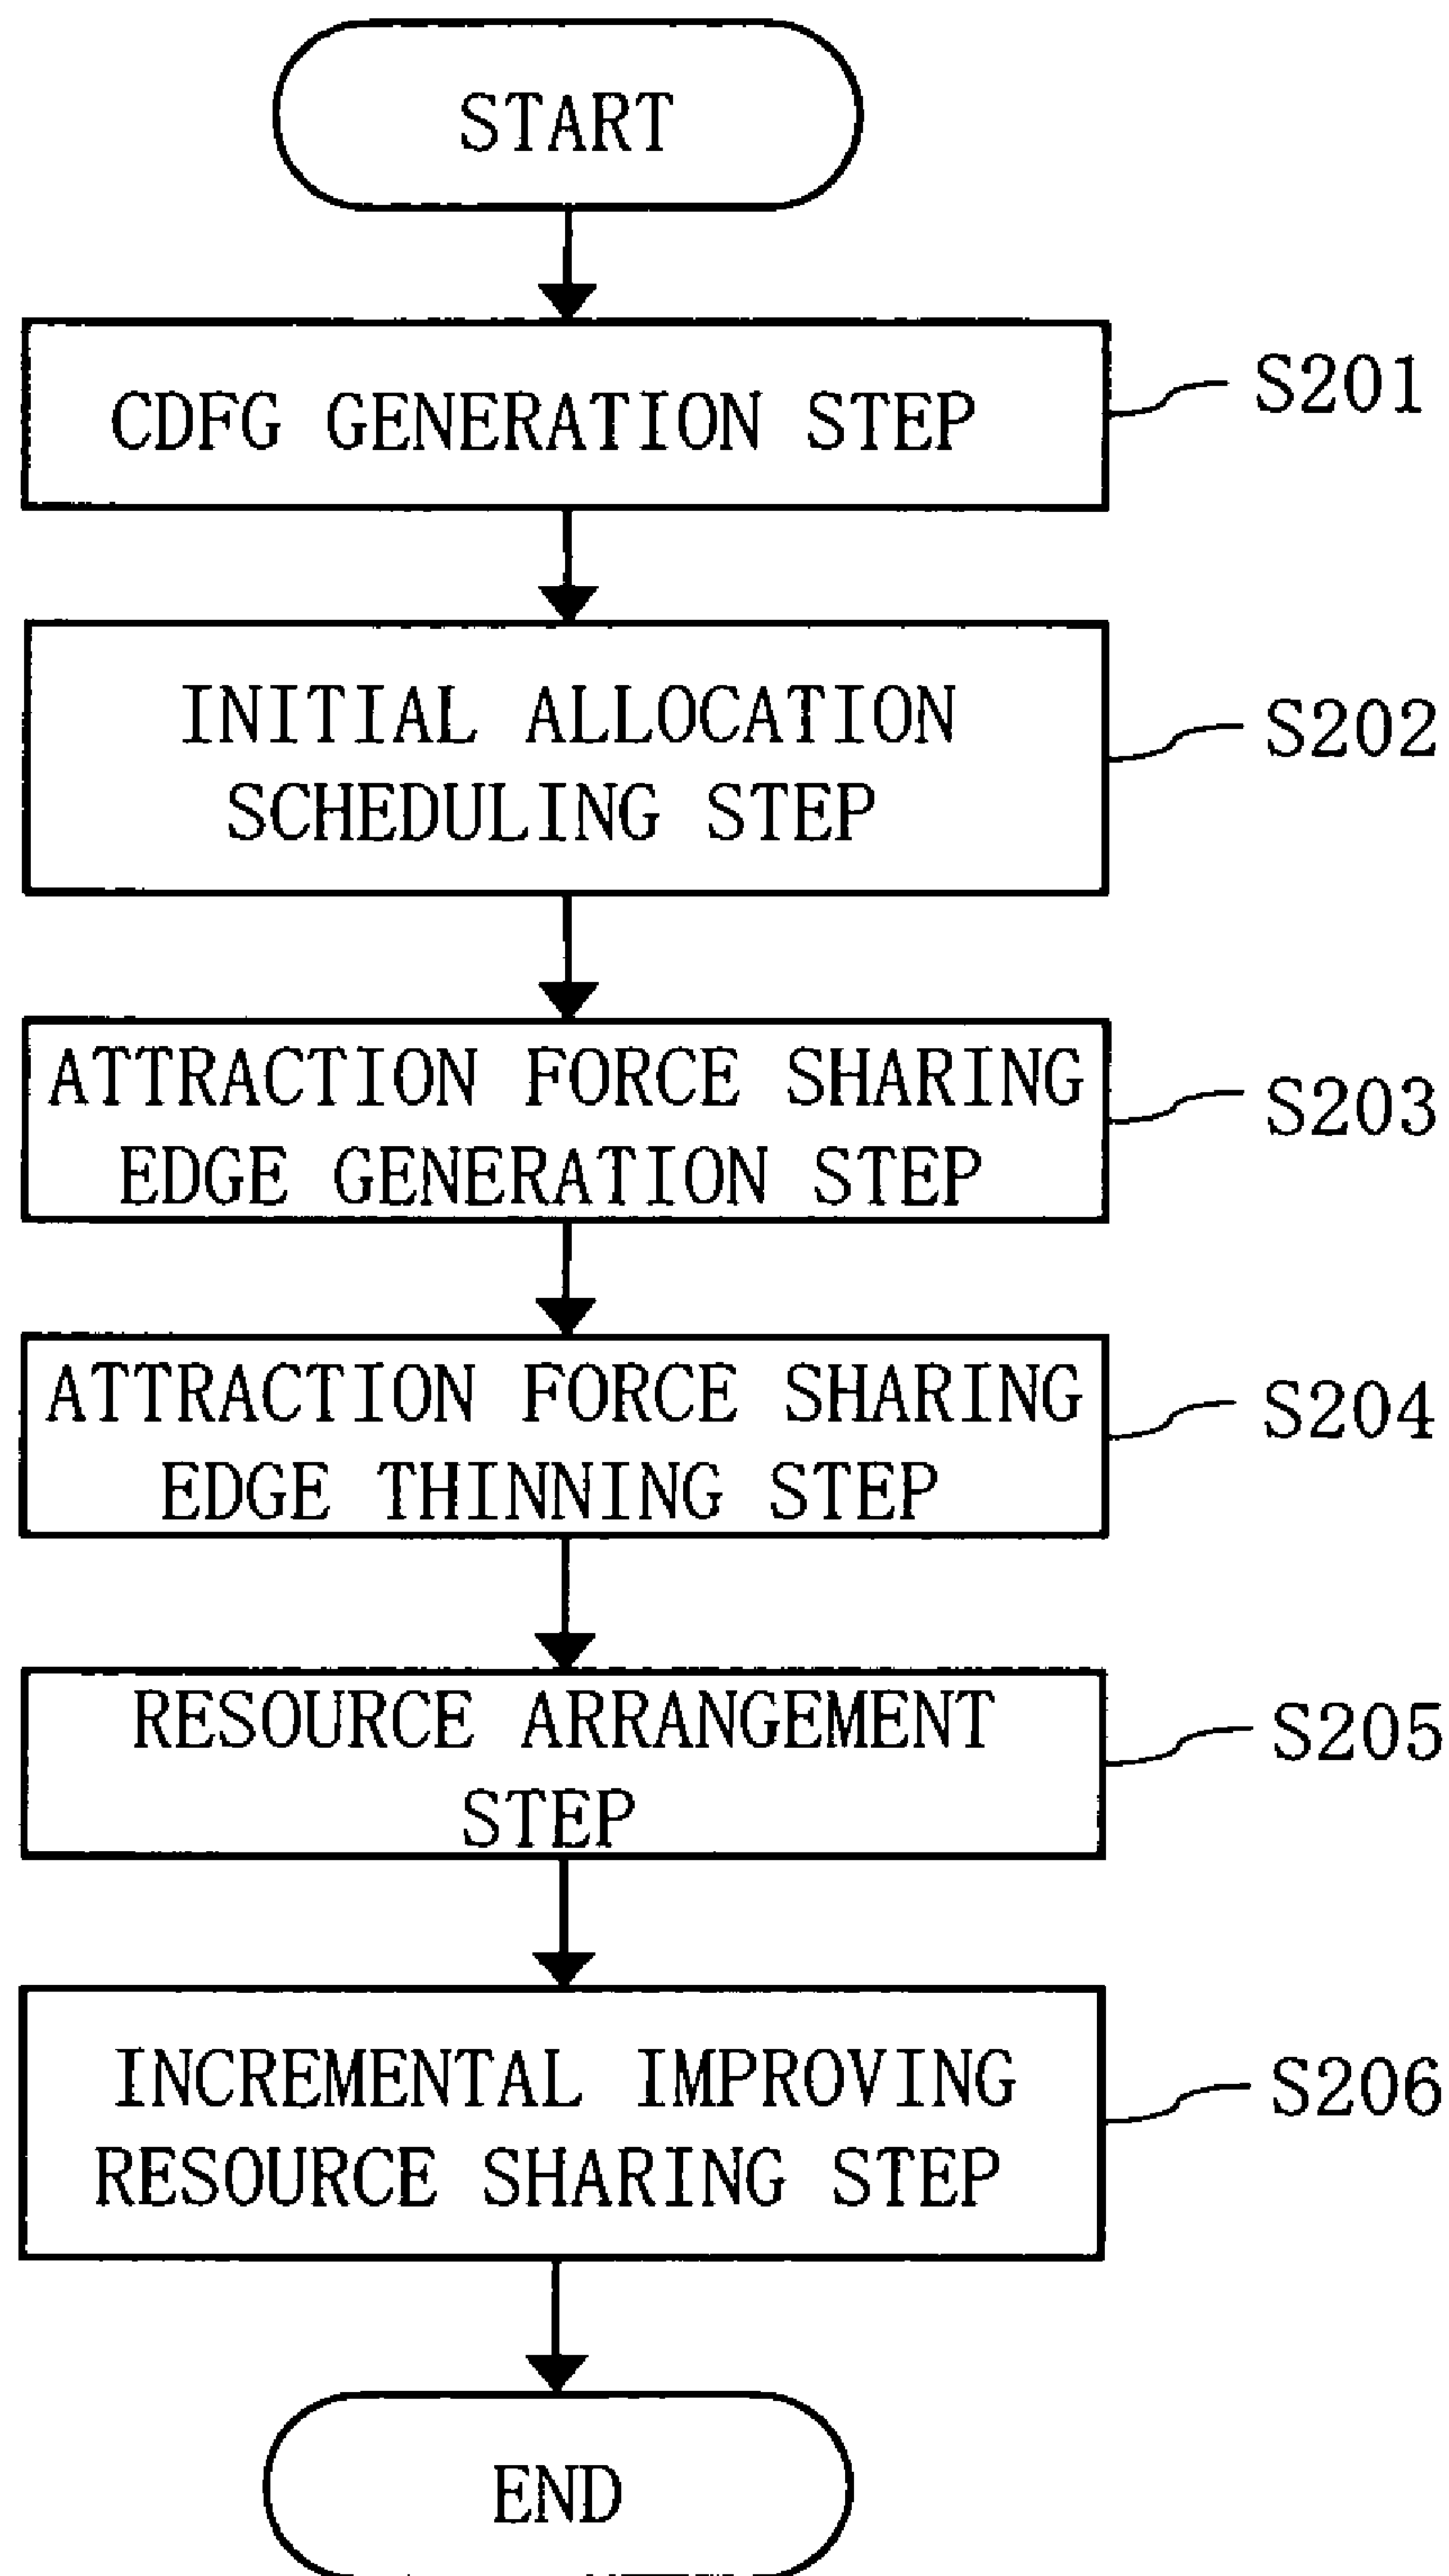 START
CDFG GENERATION STEP
S201
INITIAL ALLOCATION
SCHEDULING STEP
S202
ATTRACTION FORCE SHARING
EDGE GENERATION STEP
S203
ATTRACTION FORCE SHARING
EDGE THINNING STEP
S204
RESOURCE ARRANGEMENT
STEP
S205
INCREMENTAL IMPROVING
RESOURCE SHARING STEP
S206
END